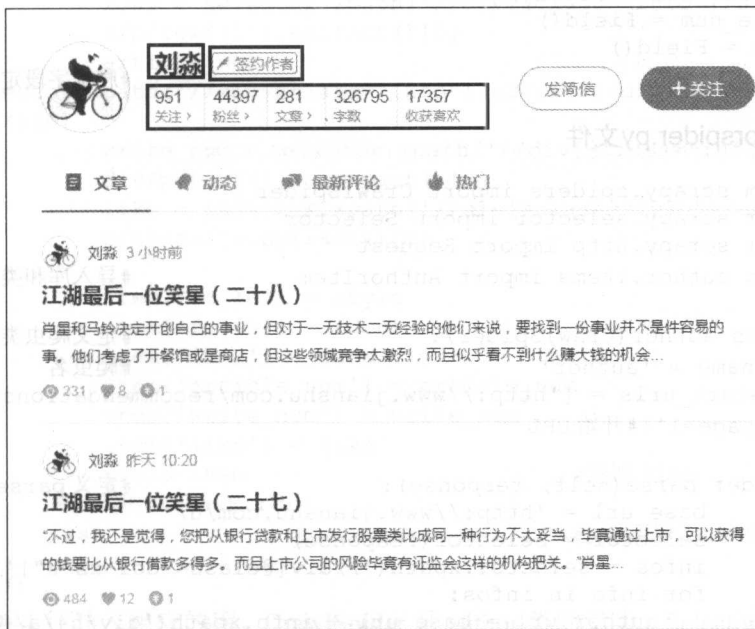 刘淼 签约作者
951 44397 281 326795 17357
关注 › 粉丝 › 文章 › 字数 收获喜欢
发简信 +关注
文章 动态 最新评论 热门
刘淼 3 小时前
江湖最后一位笑星(二十八)
肖星和马铃决定开创自己的事业,但对于一无技术二无经验的他们来说,要找到一份事业并不是件容易的
事。他们考虑了开餐馆或是商店,但这些领域竞争太激烈,而且似乎看不到什么赚大钱的机会...
231 8 1
刘淼 昨天 10:20
江湖最后一位笑星(二十七)
“不过,我还是觉得,您把从银行贷款和上市发行股票类比成同一种行为不大妥当,毕竟通过上市,可以获得
的钱要比从银行借款多得多。而且上市公司的风险毕竟有证监会这样的机构把关。”肖星...
484 12 1